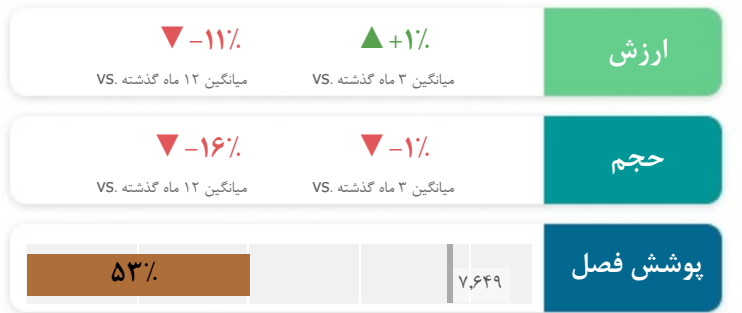 ارزش
▲ +۱٪ ▼ -۱۱٪
میانگین ۳ ماه گذشته .VS میانگین ۱۲ ماه گذشته .VS
حجم
▼ -۱٪ ▼ -۱۶٪
میانگین ۳ ماه گذشته .VS میانگین ۱۲ ماه گذشته .VS
پوشش فصل
۵۳٪
۷,۶۴۹